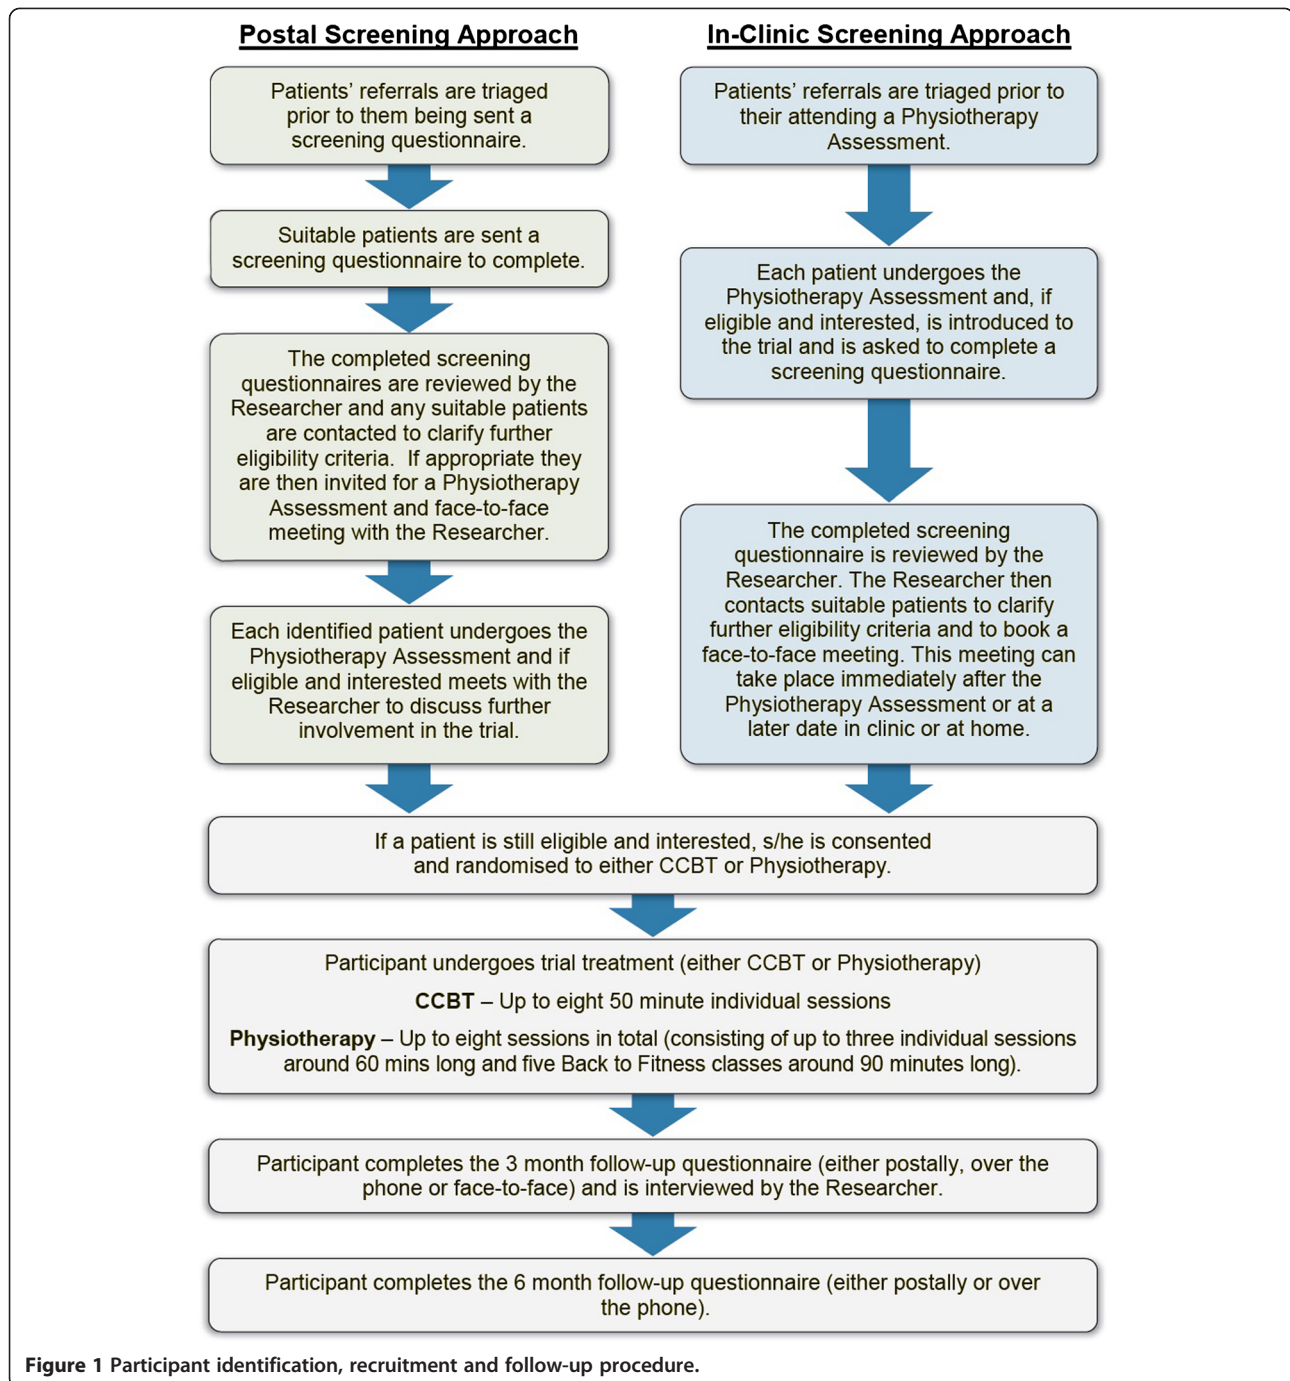 Postal Screening Approach
Patients’ referrals are triaged
prior to them being sent a
screening questionnaire.
Suitable patients are sent a
screening questionnaire to complete.
The completed screening
questionnaires are reviewed by the
Researcher and any suitable patients
are contacted to clarify further
eligibility criteria.  If appropriate they
are then invited for a Physiotherapy
Assessment and face-to-face
meeting with the Researcher.
Each identified patient undergoes the
Physiotherapy Assessment and if
eligible and interested meets with the
Researcher to discuss further
involvement in the trial.
In-Clinic Screening Approach
Patients’ referrals are triaged prior to
their attending a Physiotherapy
Assessment.
Each patient undergoes the
Physiotherapy Assessment and, if
eligible and interested, is introduced to
the trial and is asked to complete a
screening questionnaire.
The completed screening
questionnaire is reviewed by the
Researcher. The Researcher then
contacts suitable patients to clarify
further eligibility criteria and to book a
face-to-face meeting. This meeting can
take place immediately after the
Physiotherapy Assessment or at a
later date in clinic or at home.
If a patient is still eligible and interested, s/he is consented
and randomised to either CCBT or Physiotherapy.
Participant undergoes trial treatment (either CCBT or Physiotherapy)
CCBT – Up to eight 50 minute individual sessions
Physiotherapy – Up to eight sessions in total (consisting of up to three individual sessions
around 60 mins long and five Back to Fitness classes around 90 minutes long).
Participant completes the 3 month follow-up questionnaire (either postally, over the
phone or face-to-face) and is interviewed by the Researcher.
Participant completes the 6 month follow-up questionnaire (either postally or over
the phone).
Figure 1 Participant identification, recruitment and follow-up procedure.